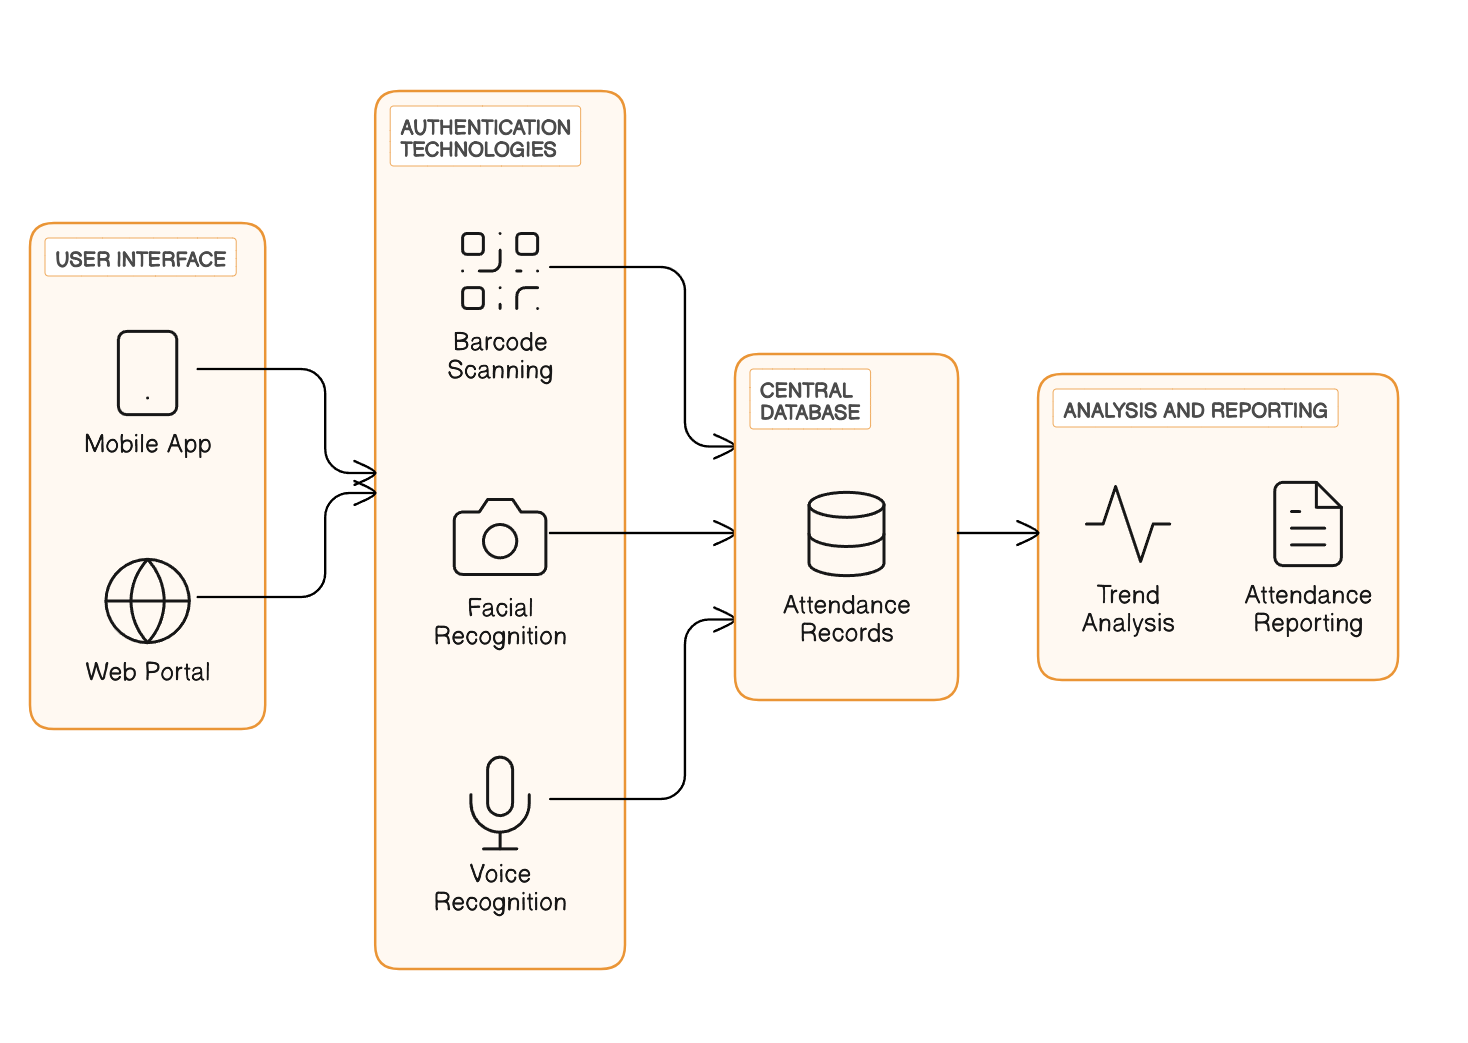 USER INTERFACE
Mobile App
Web Portal
AUTHENTICATION
TECHNOLOGIES
Barcode
Scanning
Facial
Recognition
Voice
Recognition
CENTRAL
DATABASE
Attendance
Records
ANALYSIS AND REPORTING
Trend
Analysis
Attendance
Reporting